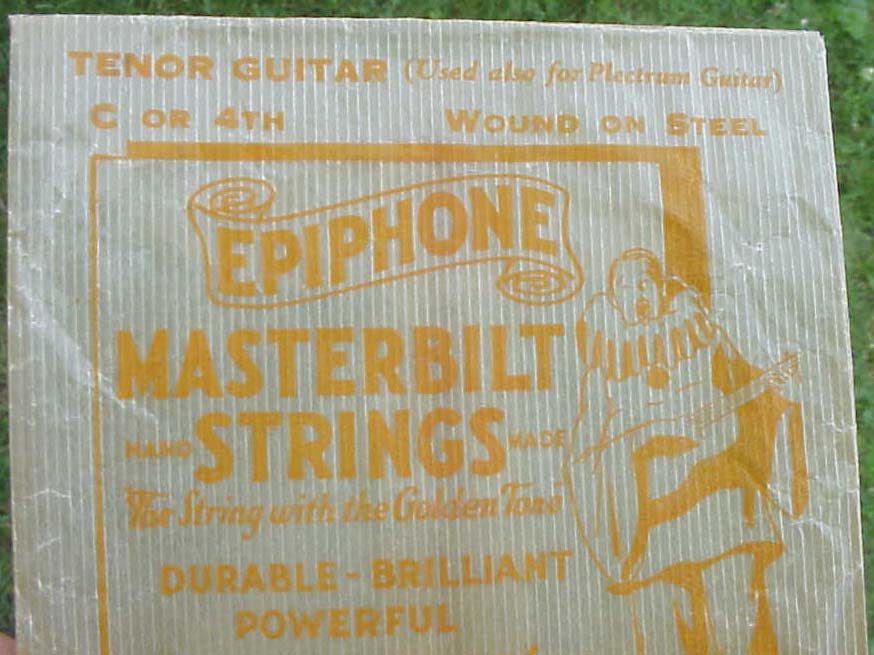 TENOR GUITAR (Used also for Plectrum Guitar)
C OR 4TH WOUND ON STEEL
EPIPHONE
MASTERBILT
HAND STRINGS MADE
The String with the Golden Tone
DURABLE - BRILLIANT
POWERFUL